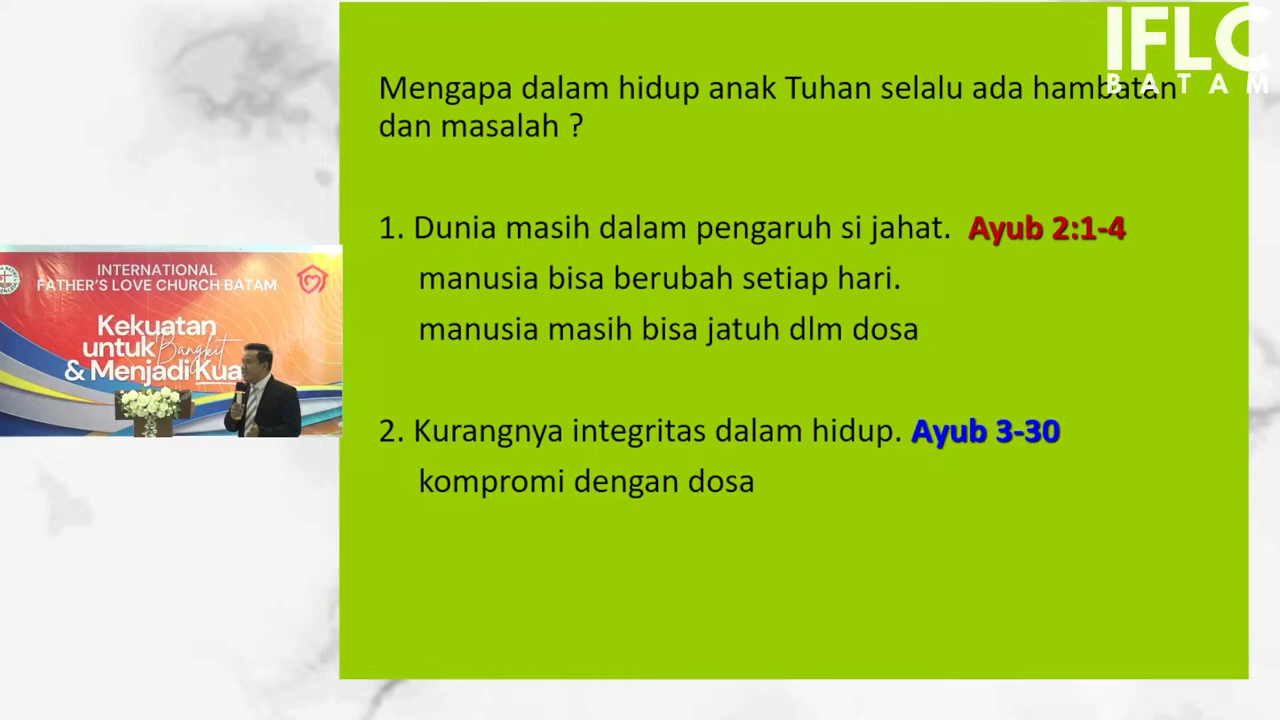 IFLC
BATAM
Mengapa dalam hidup anak Tuhan selalu ada hambatan
dan masalah ?
1. Dunia masih dalam pengaruh si jahat. Ayub 2:1-4
manusia bisa berubah setiap hari.
manusia masih bisa jatuh dlm dosa
2. Kurangnya integritas dalam hidup. Ayub 3-30
kompromi dengan dosa
INTERNATIONAL
FATHER'S LOVE CHURCH BATAM
Kekuatan
untuk Bangkit
& Menjadi Kua